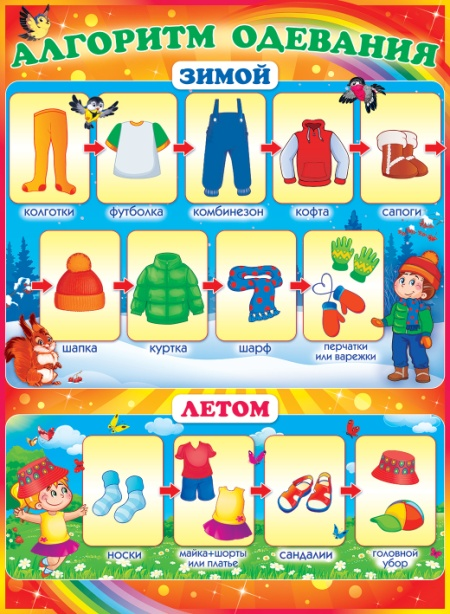 АЛГОРИТМ ОДЕВАНИЯ
ЗИМОЙ
колготки футболка комбинезон кофта сапоги
шапка куртка шарф перчатки
или варежки
ЛЕТОМ
носки майка+шорты
или платье сандалии головной
убор